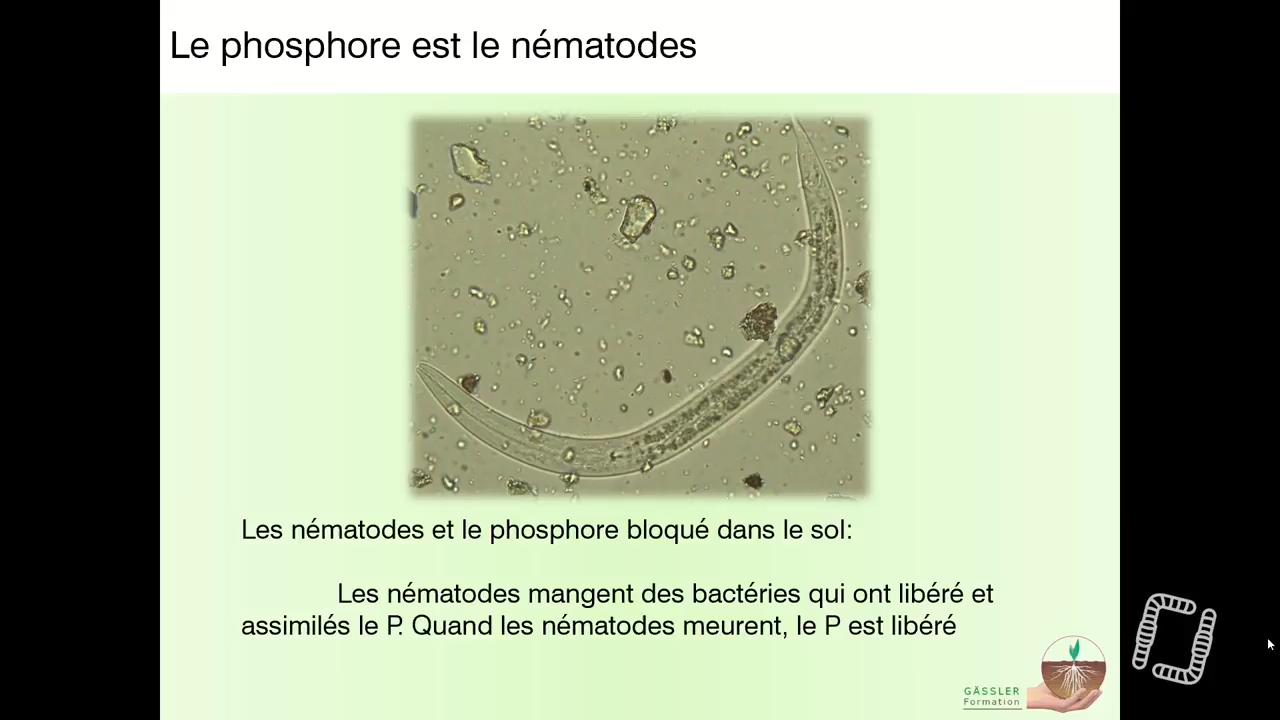 Le phosphore est le nématodes
Les nématodes et le phosphore bloqué dans le sol:
Les nématodes mangent des bactéries qui ont libéré et
assimilés le P. Quand les nématodes meurent, le P est libéré
GÄSSLER
Formation